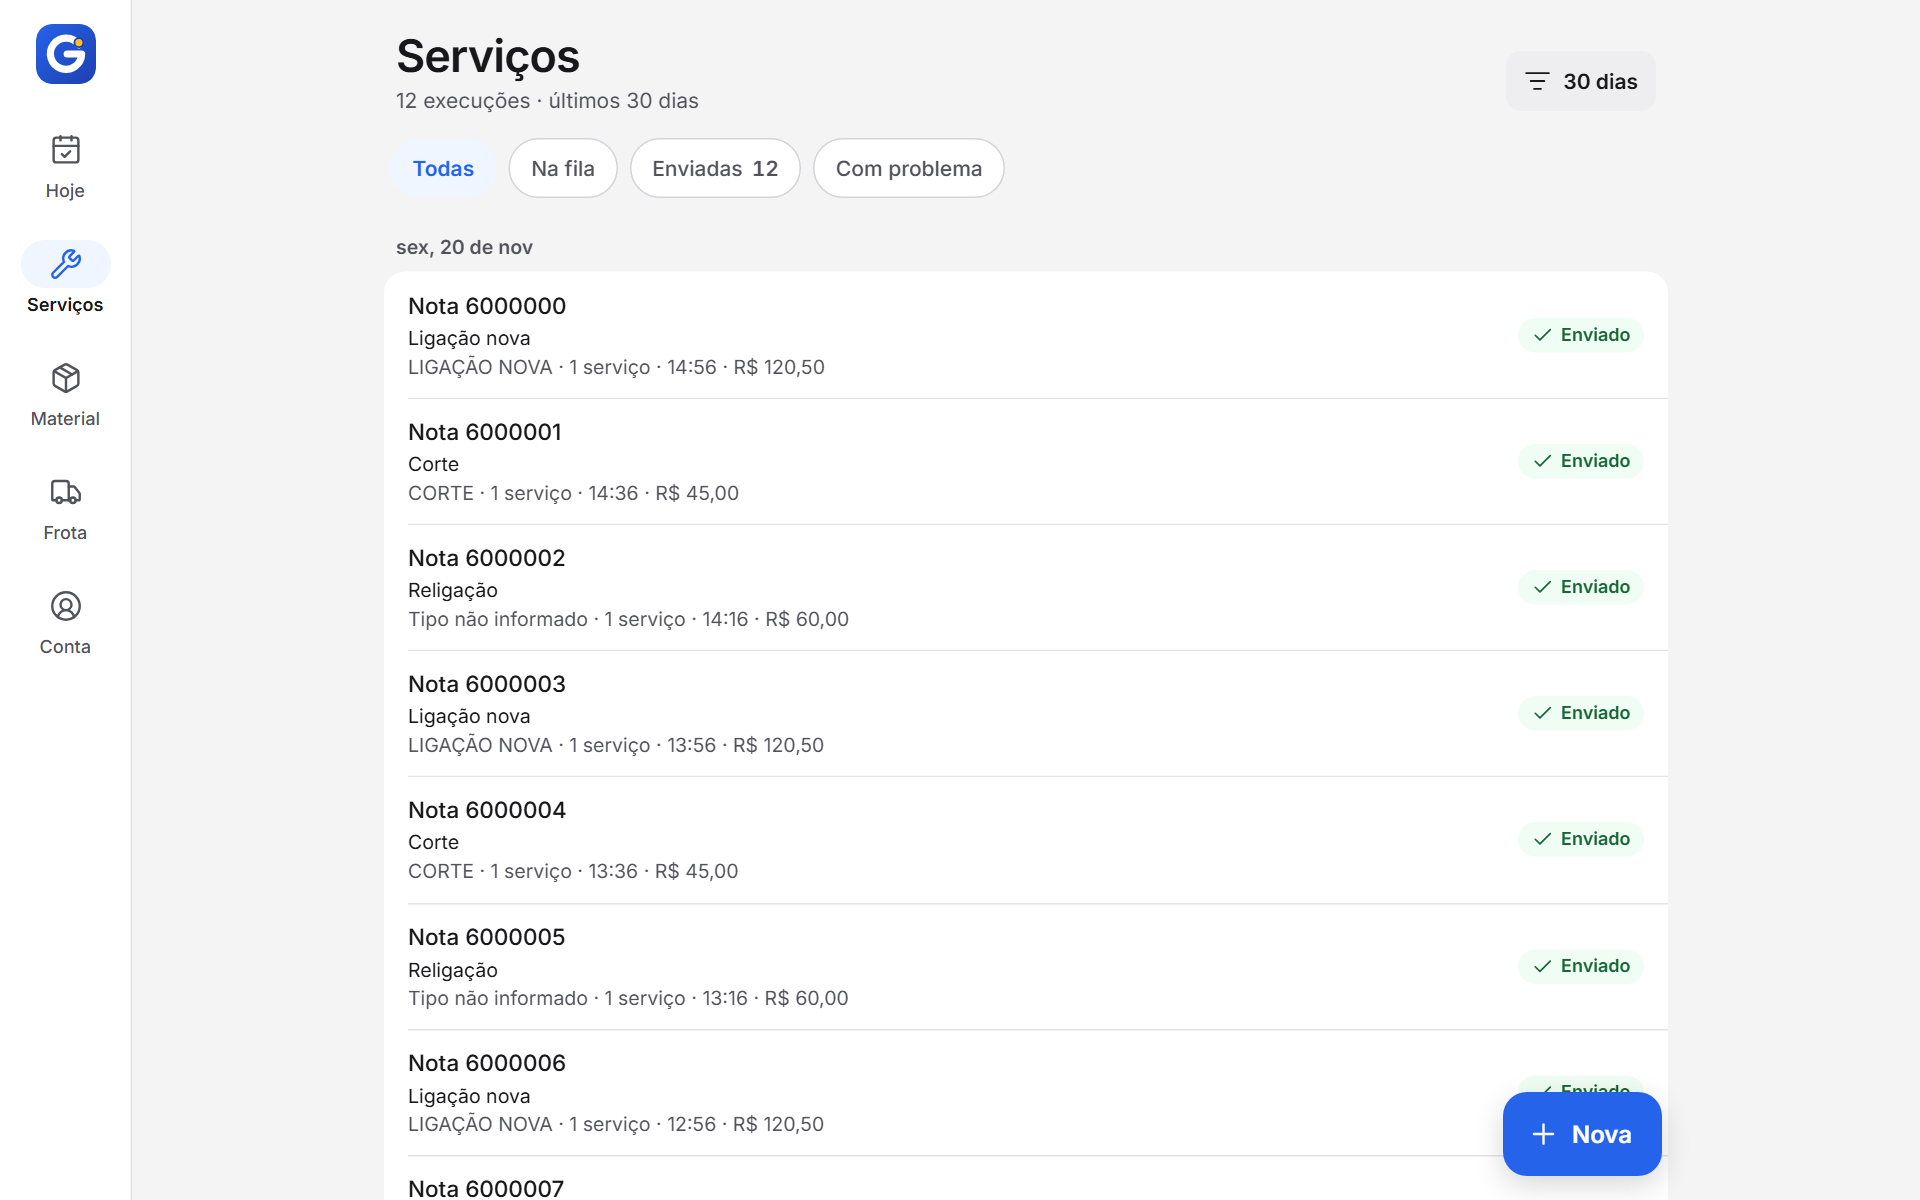 G
Hoje
Serviços
Material
Frota
Conta
Serviços
12 execuções · últimos 30 dias
30 dias
Todas
Na fila
Enviadas 12
Com problema
sex, 20 de nov
Nota 6000000
Ligação nova
LIGAÇÃO NOVA · 1 serviço · 14:56 · R$ 120,50
Enviado
Nota 6000001
Corte
CORTE · 1 serviço · 14:36 · R$ 45,00
Enviado
Nota 6000002
Religação
Tipo não informado · 1 serviço · 14:16 · R$ 60,00
Enviado
Nota 6000003
Ligação nova
LIGAÇÃO NOVA · 1 serviço · 13:56 · R$ 120,50
Enviado
Nota 6000004
Corte
CORTE · 1 serviço · 13:36 · R$ 45,00
Enviado
Nota 6000005
Religação
Tipo não informado · 1 serviço · 13:16 · R$ 60,00
Enviado
Nota 6000006
Ligação nova
LIGAÇÃO NOVA · 1 serviço · 12:56 · R$ 120,50
Enviado
Nova
Nota 6000007